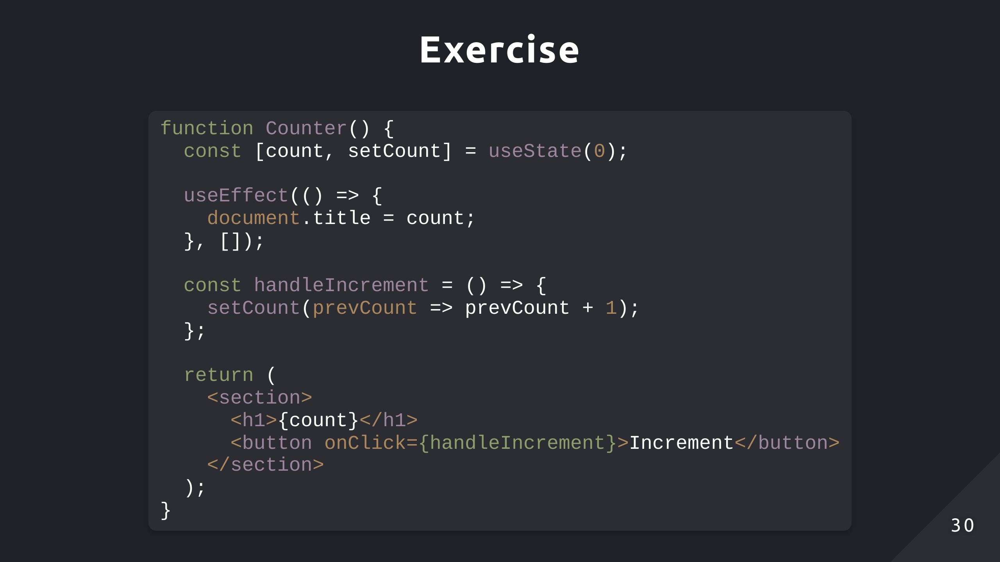 Exercise
function Counter() {
  const [count, setCount] = useState(0);

  useEffect(() => {
    document.title = count;
  }, []);

  const handleIncrement = () => {
    setCount(prevCount => prevCount + 1);
  };

  return (
    <section>
      <h1>{count}</h1>
      <button onClick={handleIncrement}>Increment</button>
    </section>
  );
}
30